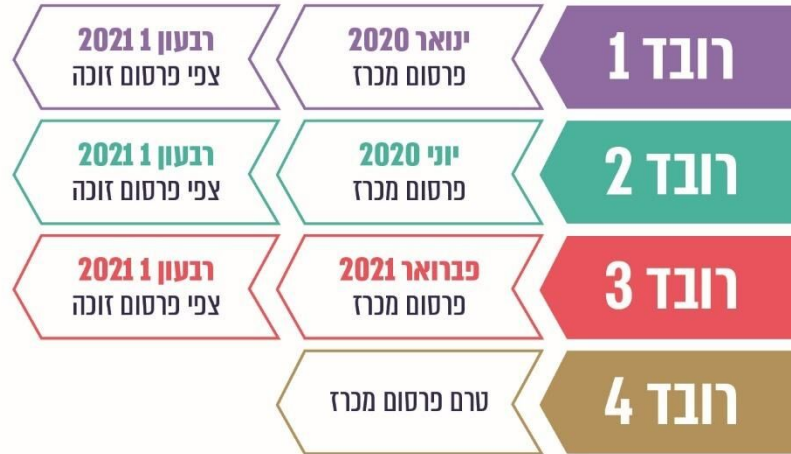 רובד 1
ינואר 2020
פרסום מכרז
רבעון 1 2021
צפי פרסום זוכה
רובד 2
יוני 2020
פרסום מכרז
רבעון 1 2021
צפי פרסום זוכה
רובד 3
פברואר 2021
פרסום מכרז
רבעון 1 2021
צפי פרסום זוכה
רובד 4
טרם פרסום מכרז